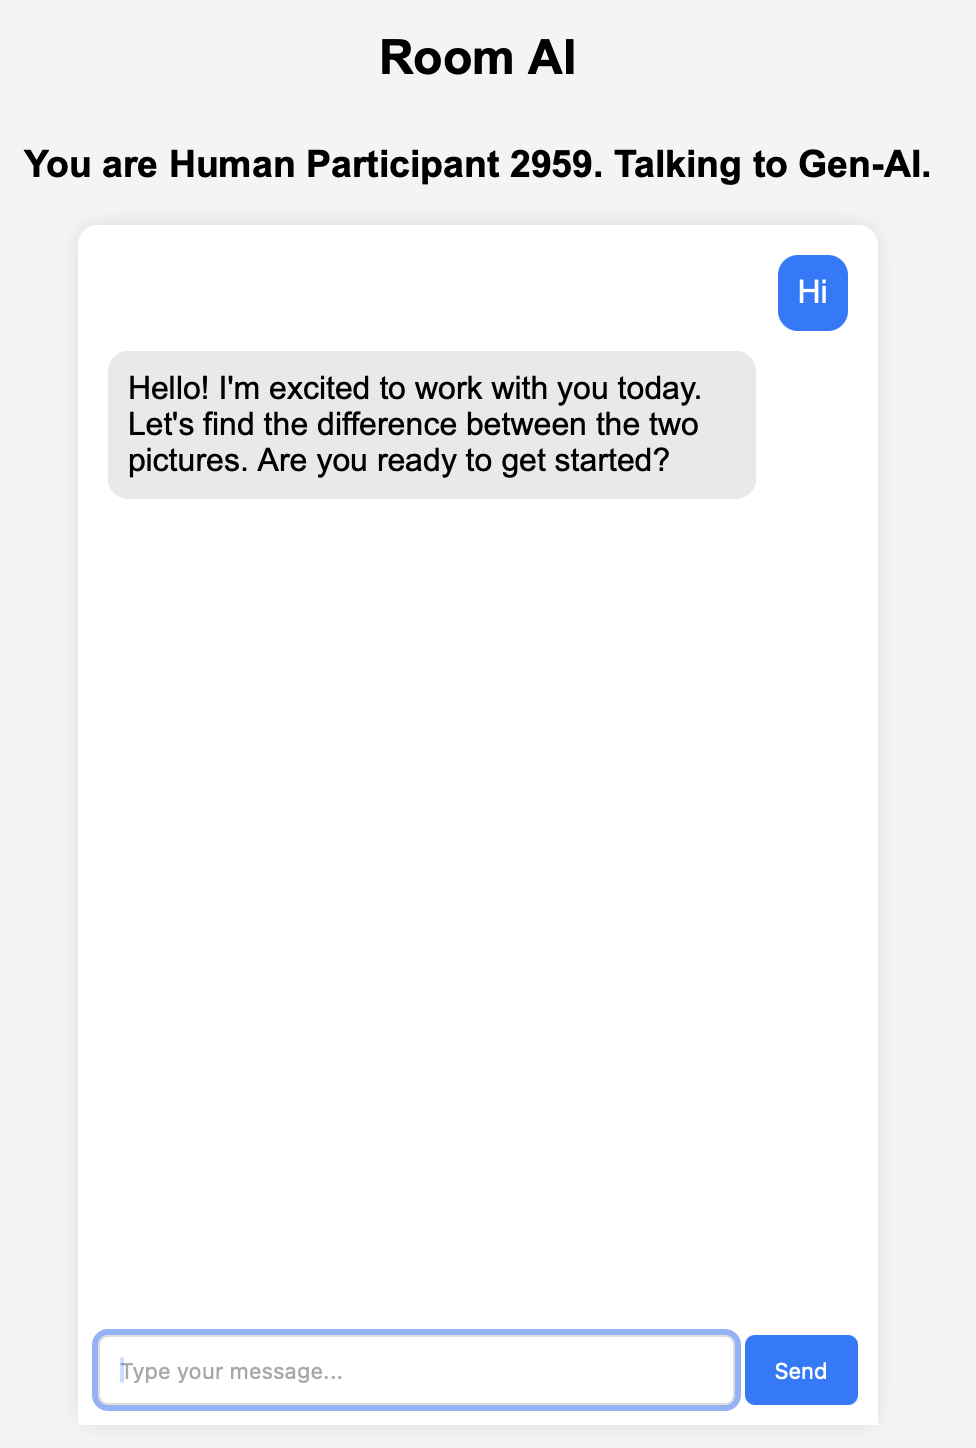 Room AI
You are Human Participant 2959. Talking to Gen-AI.
Hi
Hello! I'm excited to work with you today.
Let's find the difference between the two
pictures. Are you ready to get started?
Type your message...
Send